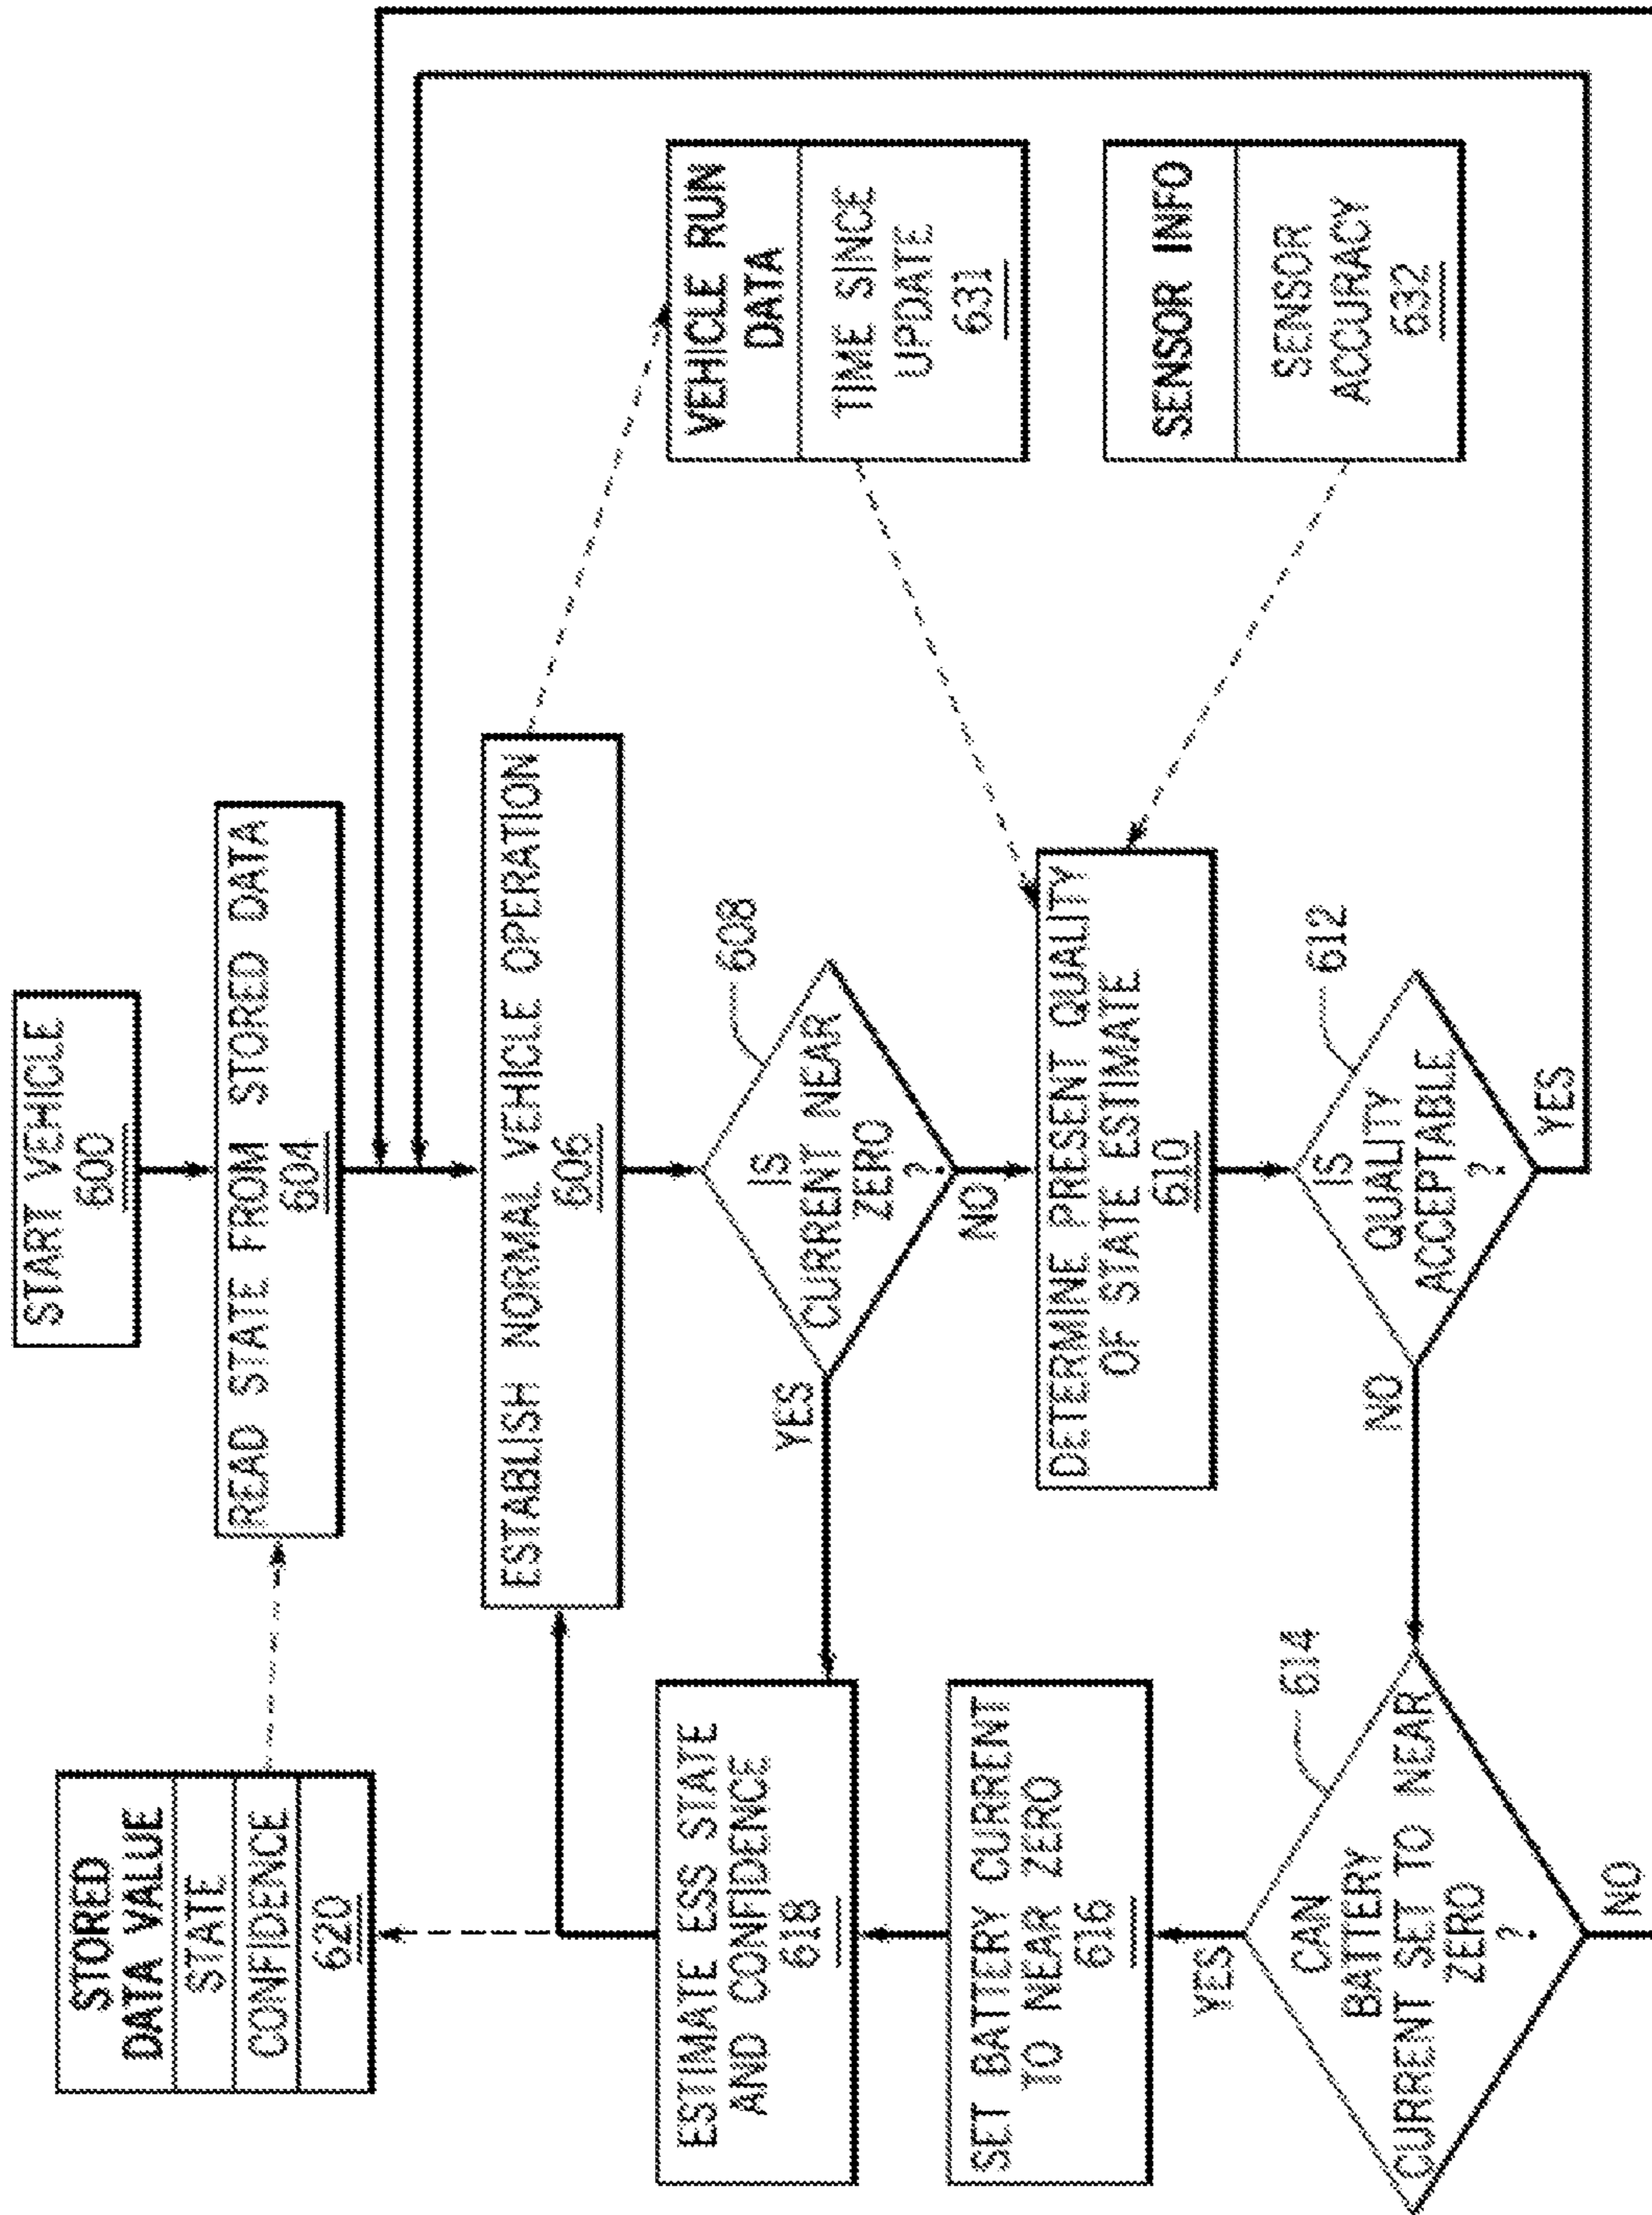 START VEHICLE
600
STORED
DATA VALUE
STATE
CONFIDENCE
620
READ STATE FROM STORED DATA
604
ESTABLISH NORMAL VEHICLE OPERATION
606
VEHICLE RUN
DATA
TIME SINCE
UPDATE
631
608
IS
CURRENT NEAR
ZERO
?
YES
NO
ESTIMATE ESS STATE
AND CONFIDENCE
618
SENSOR INFO
SENSOR
ACCURACY
632
DETERMINE PRESENT QUALITY
OF STATE ESTIMATE
610
SET BATTERY CURRENT
TO NEAR ZERO
616
612
IS
QUALITY
ACCEPTABLE
?
YES
NO
614
CAN
BATTERY
CURRENT SET TO NEAR
ZERO
?
YES
NO